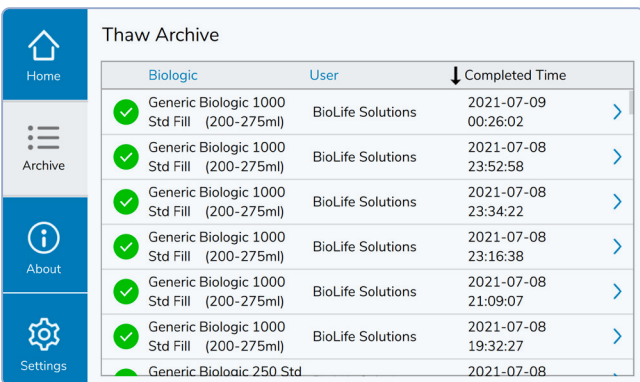 Thaw Archive
Home
Biologic User Completed Time
Generic Biologic 1000
Std Fill (200-275ml)
BioLife Solutions
2021-07-09
00:26:02
Archive
Generic Biologic 1000
Std Fill (200-275ml)
BioLife Solutions
2021-07-08
23:52:58
Generic Biologic 1000
Std Fill (200-275ml)
BioLife Solutions
2021-07-08
23:34:22
About
Generic Biologic 1000
Std Fill (200-275ml)
BioLife Solutions
2021-07-08
23:16:38
Generic Biologic 1000
Std Fill (200-275ml)
BioLife Solutions
2021-07-08
21:09:07
Settings
Generic Biologic 1000
Std Fill (200-275ml)
BioLife Solutions
2021-07-08
19:32:27
Generic Biologic 250 Std
2021-07-08